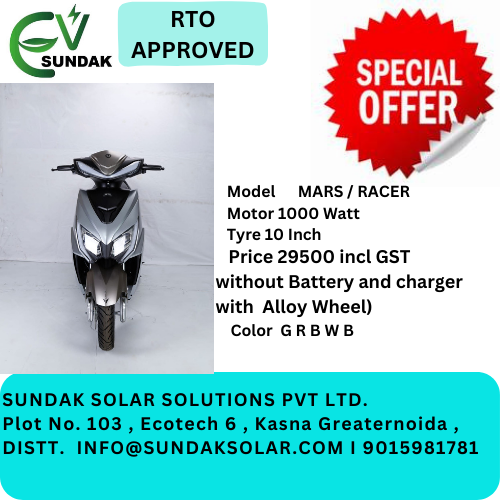 EV
SUNDAK
RTO
APPROVED
SPECIAL
OFFER
Model MARS / RACER
Motor 1000 Watt
Tyre 10 Inch
Price 29500 incl GST
without Battery and charger
with Alloy Wheel)
Color G R B W B
SUNDAK SOLAR SOLUTIONS PVT LTD.
Plot No. 103 , Ecotech 6 , Kasna Greaternoida ,
DISTT. INFO@SUNDAKSOLAR.COM I 9015981781